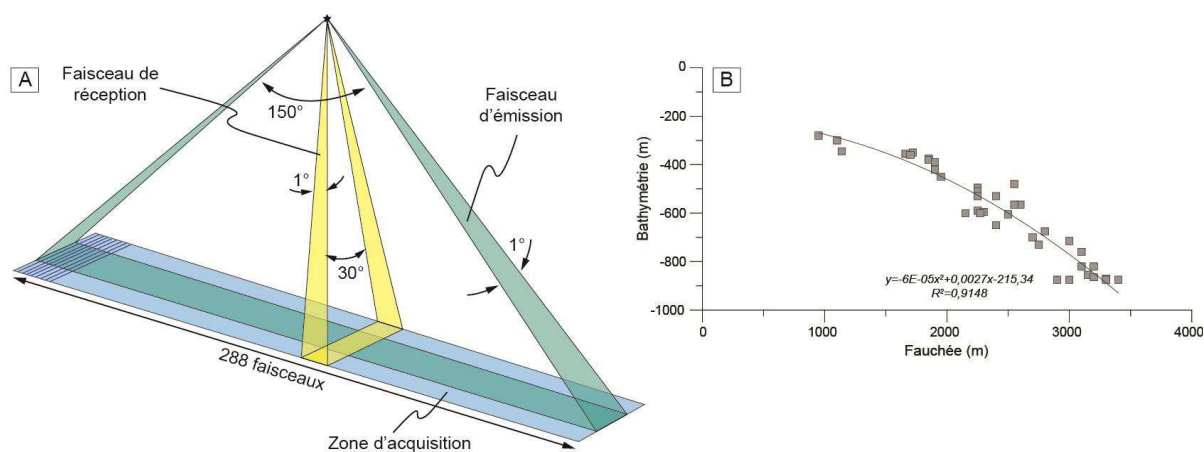 A
Faisceau de
réception
150°
Faisceau
d'émission
1°
1°
30°
288 faisceaux
Zone d'acquisition
B
Bathymétrie (m)
0
-200
-400
-600
-800
-1000
y=-6E-05x²+0,0027x-215,34
R²=0,9148
0
1000
2000
3000
4000
Fauchée (m)